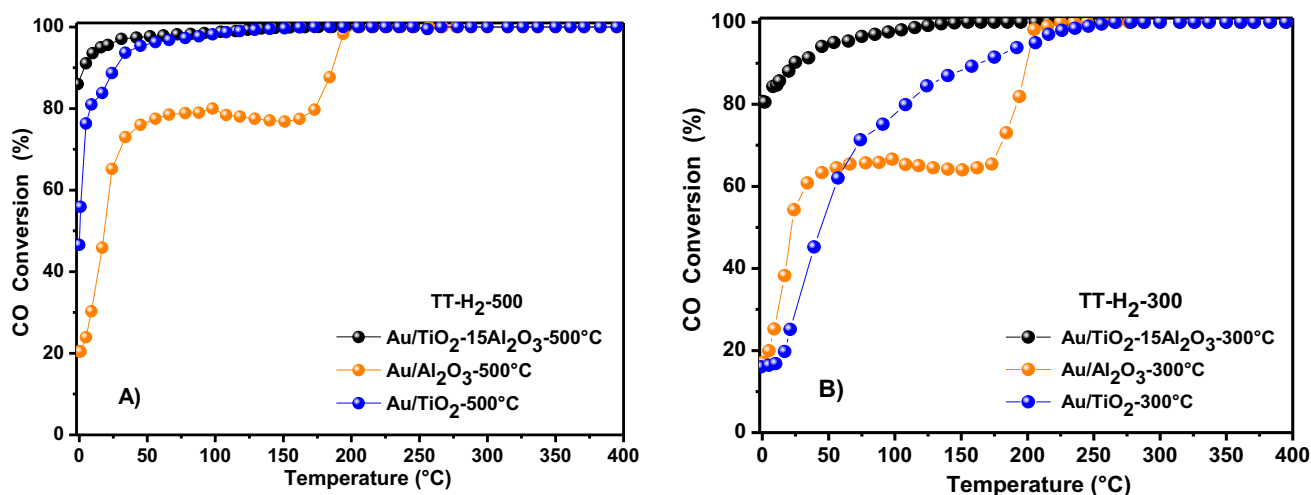 CO Conversion (%)
100
80
60
40
20
0
TT-H2-500
Au/TiO2-15Al2O3-500°C
Au/Al2O3-500°C
Au/TiO2-500°C
A)
0 50 100 150 200 250 300 350 400
Temperature (°C)
CO Conversion (%)
100
80
60
40
20
0
TT-H2-300
Au/TiO2-15Al2O3-300°C
Au/Al2O3-300°C
Au/TiO2-300°C
B)
0 50 100 150 200 250 300 350 400
Temperature (°C)